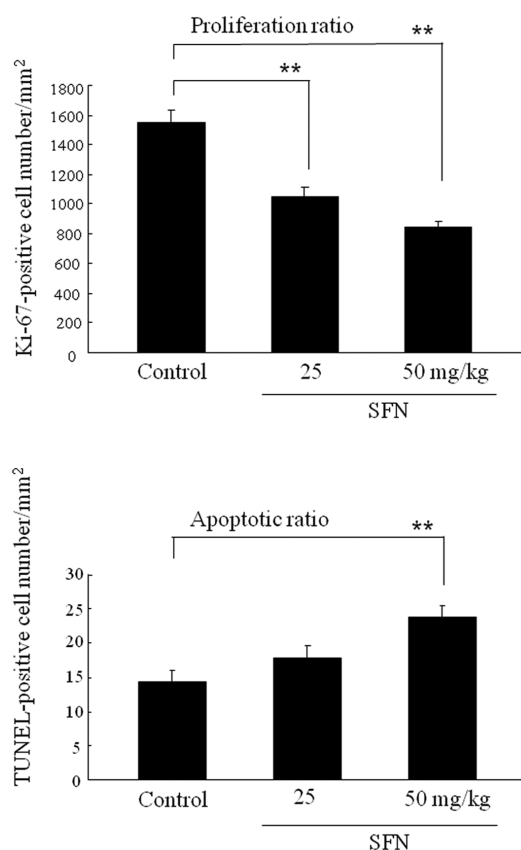 Proliferation ratio
**
**
Ki-67-positive cell number/mm²
1800
1600
1400
1200
1000
800
600
400
200
0
Control 25 50 mg/kg
SFN
Apoptotic ratio
**
TUNEL-positive cell number/mm²
30
25
20
15
10
5
0
Control 25 50 mg/kg
SFN